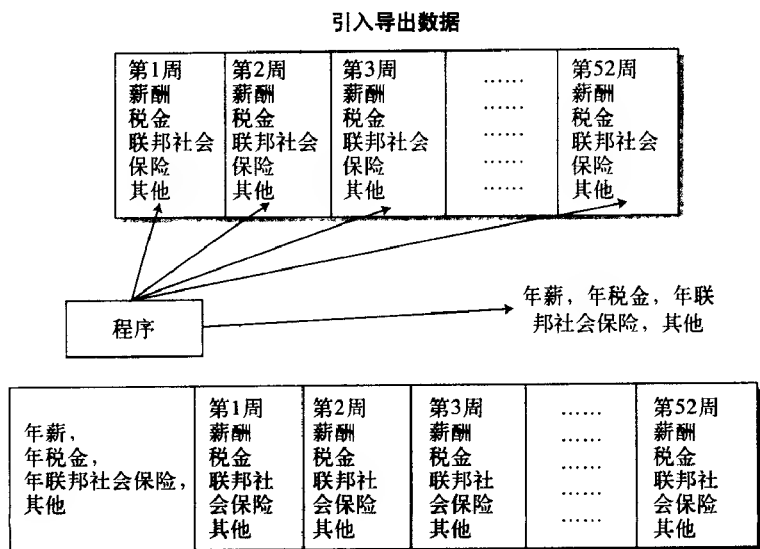 引入导出数据
第1周
薪酬
税金
联邦社会
保险
其他
第2周
薪酬
税金
联邦社会
保险
其他
第3周
薪酬
税金
联邦社会
保险
其他
……
……
……
……
……
第52周
薪酬
税金
联邦社会
保险
其他
程序
年薪，年税金，年联
邦社会保险，其他
年薪，
年税金，
年联邦社会保险，
其他
第1周
薪酬
税金
联邦社
会保险
其他
第2周
薪酬
税金
联邦社
会保险
其他
第3周
薪酬
税金
联邦社
会保险
其他
……
……
……
……
……
第52周
薪酬
税金
联邦社
会保险
其他